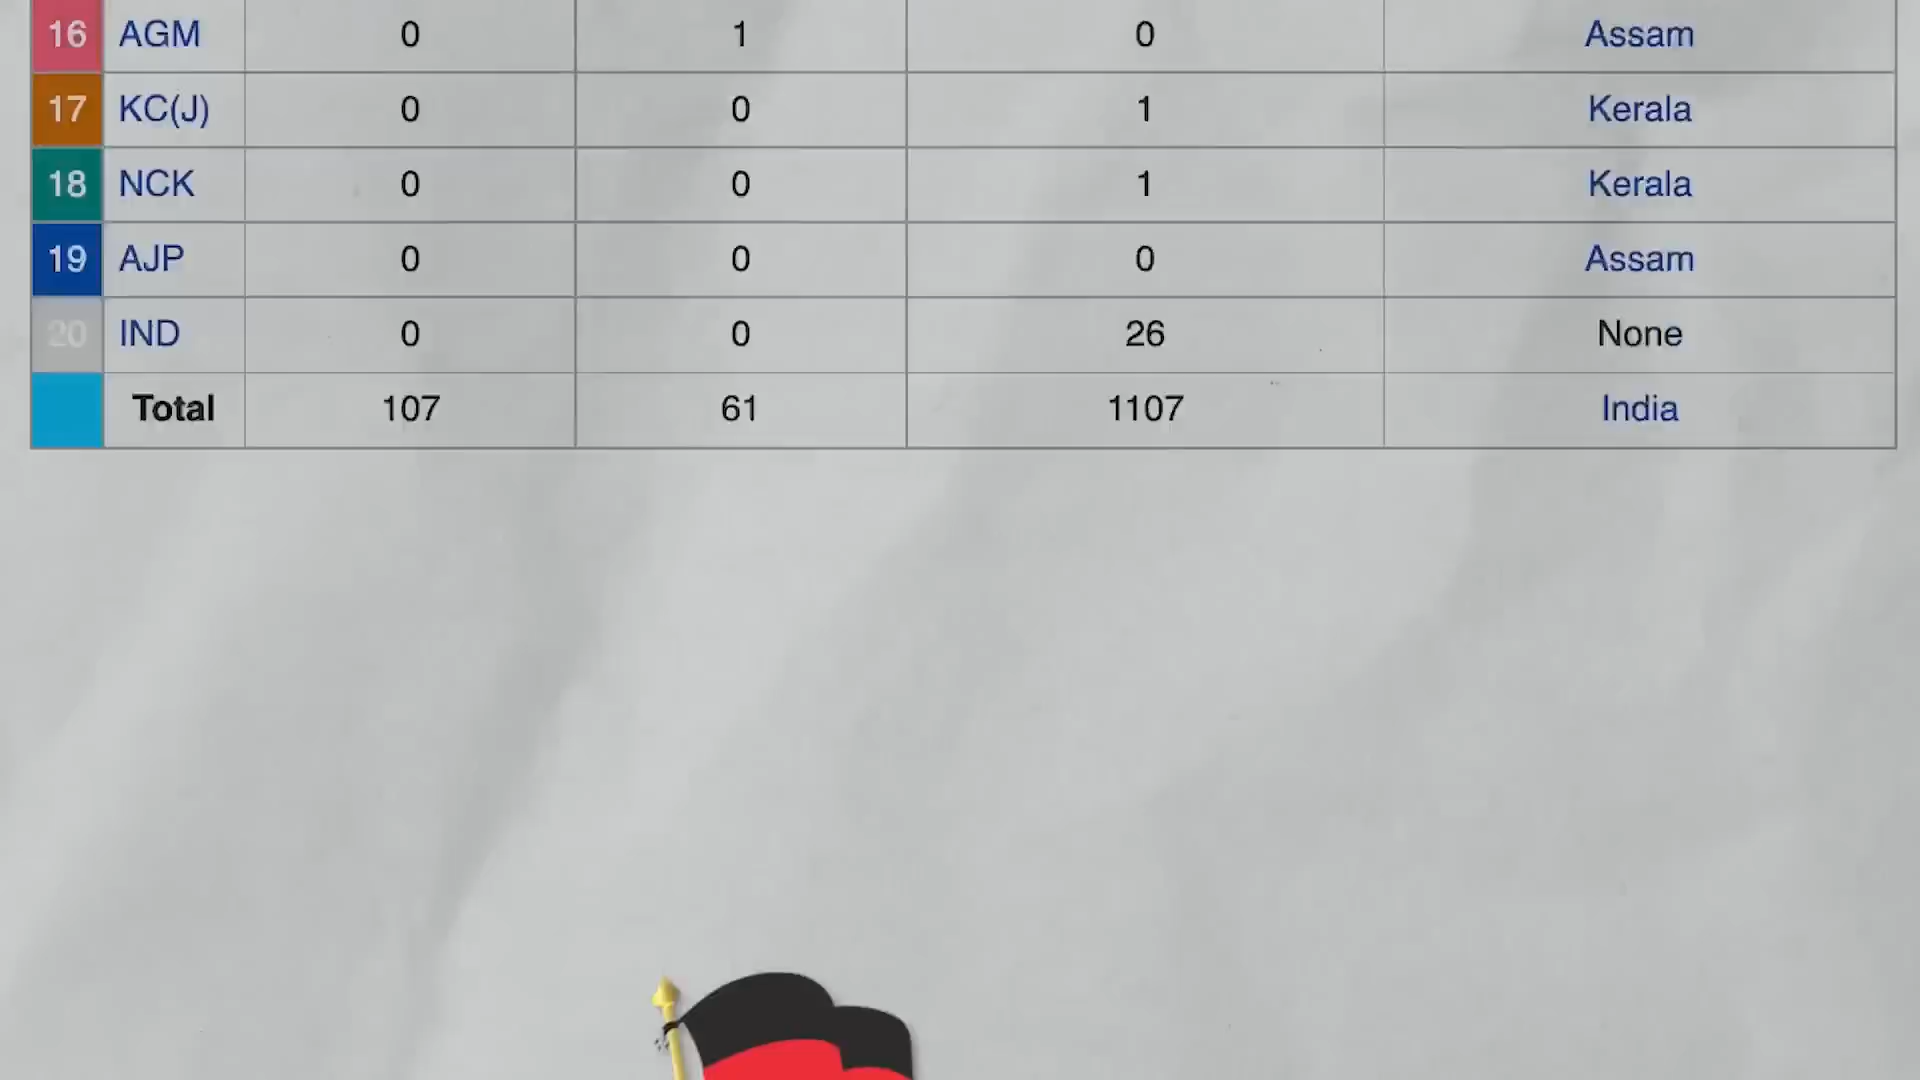 16 AGM 0 1 0 Assam
17 KC(J) 0 0 1 Kerala
18 NCK 0 0 1 Kerala
19 AJP 0 0 0 Assam
20 IND 0 0 26 None
Total 107 61 1107 India